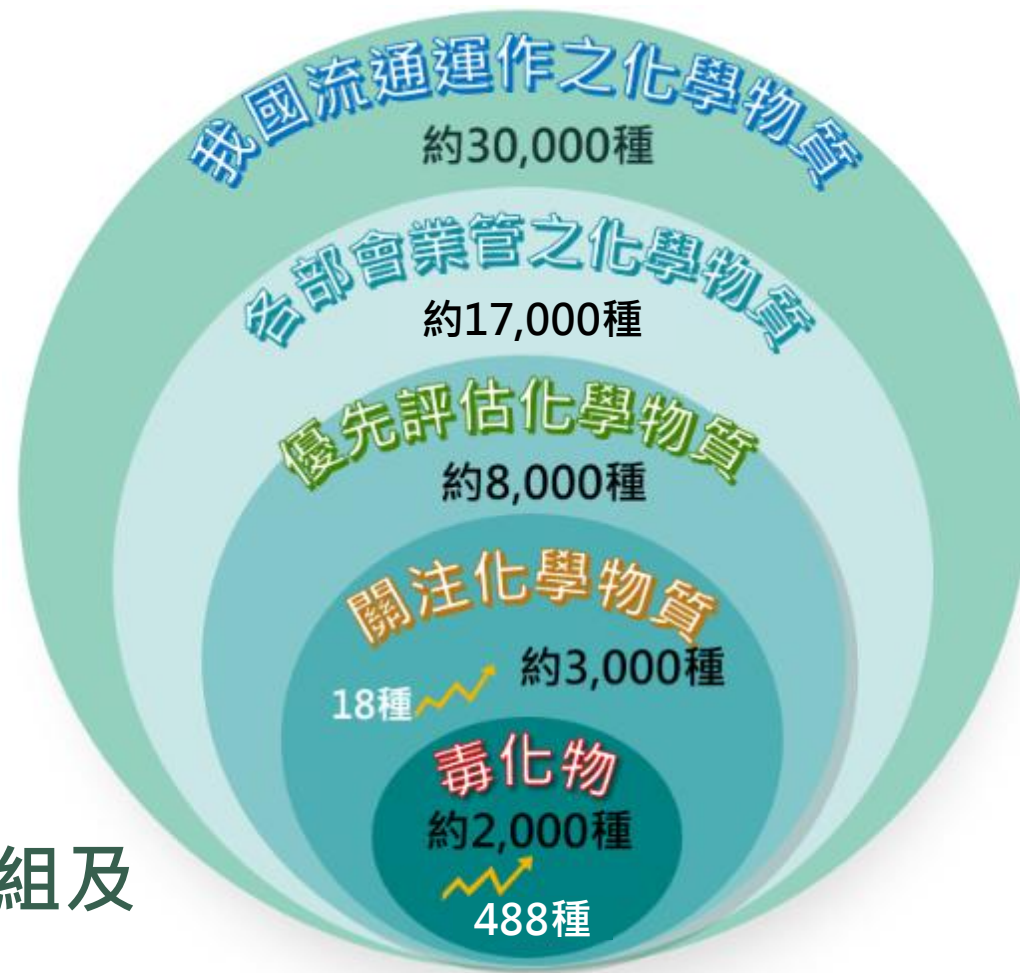 我國流通運作之化學物質
約30,000種
各部會業管之化學物質
約17,000種
優先評估化學物質
約8,000種
關注化學物質
約3,000種
18種
毒化物
約2,000種
488種
組及